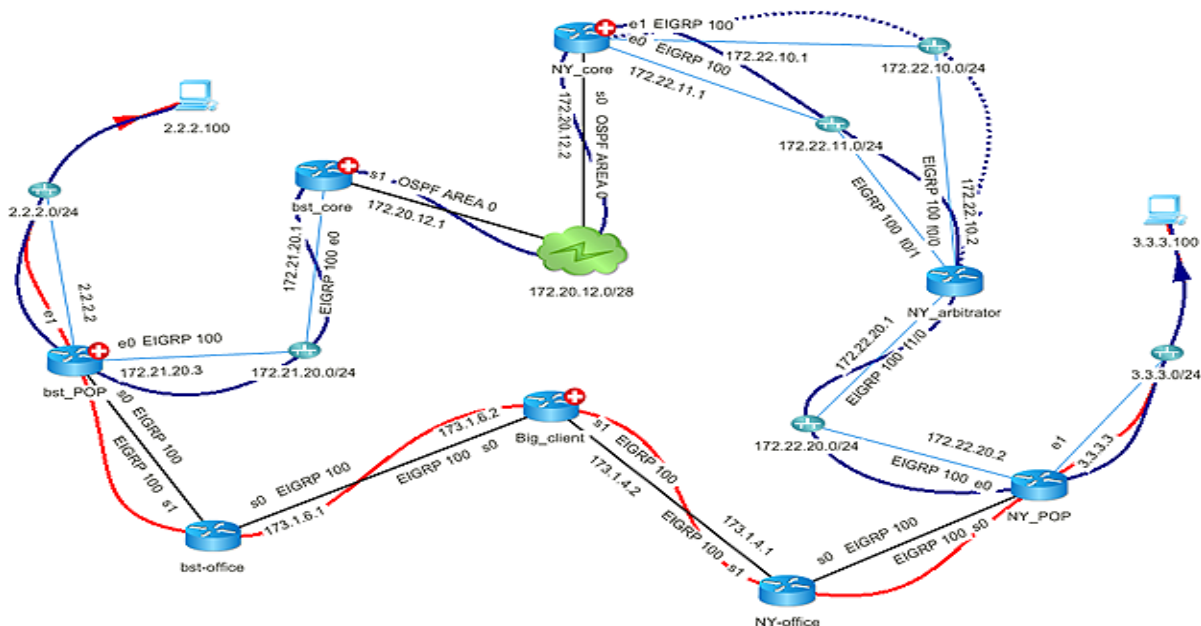 e1 EIGRP 100
e0 EIGRP 100
NY_core
172.22.10.1
172.22.10.0/24
172.22.11.1
s0 OSPF AREA 0
172.20.12.2
2.2.2.100
172.22.11.0/24
s1 OSPF AREA 0
bst_core
172.20.12.1
2.2.2.0/24
172.21.20.1
EIGRP 100 e0
EIGRP 100 f0/1
EIGRP 100 f0/0
172.22.10.2
3.3.3.100
172.20.12.0/28
2.2.2.2
e1
NY_arbitrator
172.22.20.1
EIGRP 100 f1/0
e0 EIGRP 100
172.21.20.3
172.21.20.0/24
3.3.3.0/24
bst_POP
s0 EIGRP 100
EIGRP 100 s1
173.1.6.2
Big_client
s1 EIGRP 100
173.1.4.2
172.22.20.0/24
172.22.20.2
EIGRP 100 e0
e1
3.3.3.3
NY_POP
s0 EIGRP 100
EIGRP 100 s0
173.1.6.1
bst-office
173.1.4.1
EIGRP 100 s1
s0 EIGRP 100
EIGRP 100 s0
NY-office